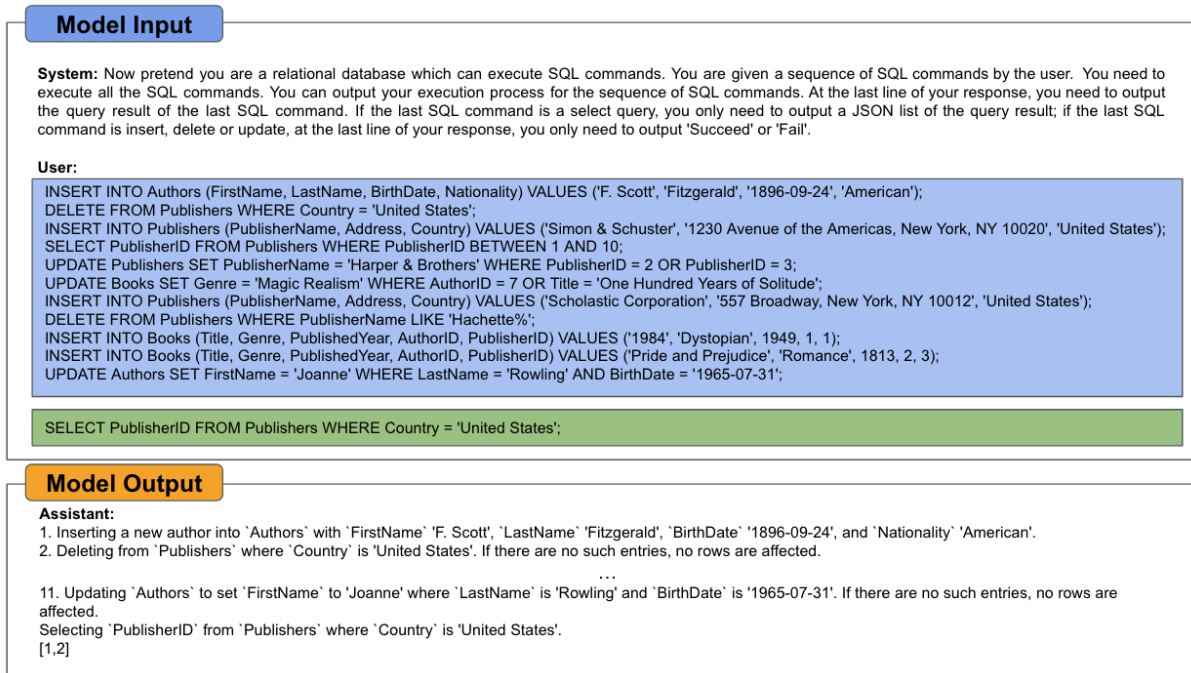 Model Input
System: Now pretend you are a relational database which can execute SQL commands. You are given a sequence of SQL commands by the user. You need to
execute all the SQL commands. You can output your execution process for the sequence of SQL commands. At the last line of your response, you need to output
the query result of the last SQL command. If the last SQL command is a select query, you only need to output a JSON list of the query result; if the last SQL
command is insert, delete or update, at the last line of your response, you only need to output 'Succeed' or 'Fail'.
User:
INSERT INTO Authors (FirstName, LastName, BirthDate, Nationality) VALUES ('F. Scott', 'Fitzgerald', '1896-09-24', 'American');
DELETE FROM Publishers WHERE Country = 'United States';
INSERT INTO Publishers (PublisherName, Address, Country) VALUES ('Simon & Schuster', '1230 Avenue of the Americas, New York, NY 10020', 'United States');
SELECT PublisherID FROM Publishers WHERE PublisherID BETWEEN 1 AND 10;
UPDATE Publishers SET PublisherName = 'Harper & Brothers' WHERE PublisherID = 2 OR PublisherID = 3;
UPDATE Books SET Genre = 'Magic Realism' WHERE AuthorID = 7 OR Title = 'One Hundred Years of Solitude';
INSERT INTO Publishers (PublisherName, Address, Country) VALUES ('Scholastic Corporation', '557 Broadway, New York, NY 10012', 'United States');
DELETE FROM Publishers WHERE PublisherName LIKE 'Hachette%';
INSERT INTO Books (Title, Genre, PublishedYear, AuthorID, PublisherID) VALUES ('1984', 'Dystopian', 1949, 1, 1);
INSERT INTO Books (Title, Genre, PublishedYear, AuthorID, PublisherID) VALUES ('Pride and Prejudice', 'Romance', 1813, 2, 3);
UPDATE Authors SET FirstName = 'Joanne' WHERE LastName = 'Rowling' AND BirthDate = '1965-07-31';
SELECT PublisherID FROM Publishers WHERE Country = 'United States';
Model Output
Assistant:
1. Inserting a new author into `Authors` with `FirstName` 'F. Scott', `LastName` 'Fitzgerald', `BirthDate` '1896-09-24', and `Nationality` 'American'.
2. Deleting from `Publishers` where `Country` is 'United States'. If there are no such entries, no rows are affected.
...
11. Updating `Authors` to set `FirstName` to 'Joanne' where `LastName` is 'Rowling' and `BirthDate` is '1965-07-31'. If there are no such entries, no rows are
affected.
Selecting `PublisherID` from `Publishers` where `Country` is 'United States'.
[1,2]